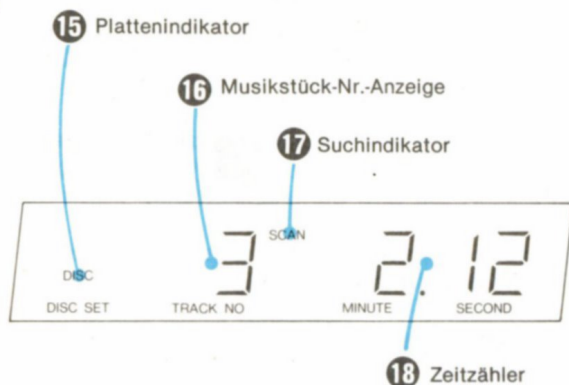 15 Plattenindikator
16 Musikstück-Nr.-Anzeige
17 Suchindikator
SCAN
3 2. 12
DISC
DISC SET TRACK NO MINUTE SECOND
18 Zeitzähler